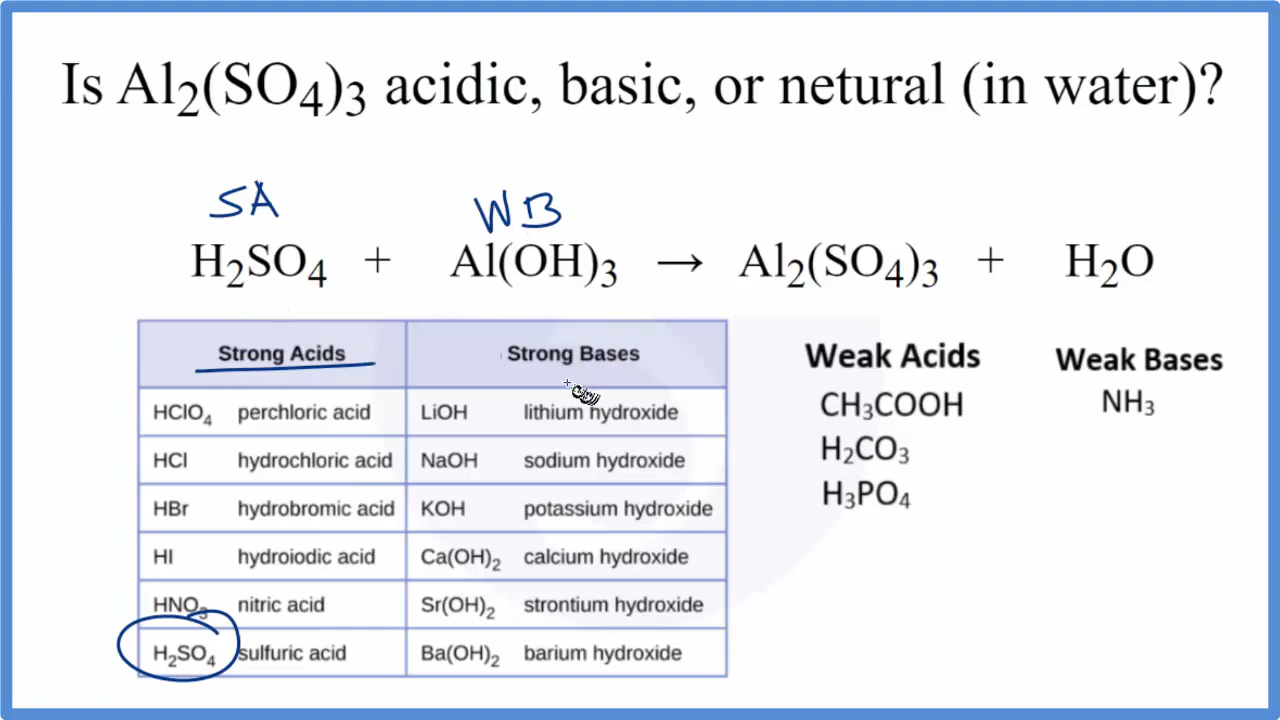 Is Al₂(SO₄)₃ acidic, basic, or netural (in water)?
SA WB
H₂SO₄ + Al(OH)₃ → Al₂(SO₄)₃ + H₂O
Strong Acids Strong Bases
HClO₄ perchloric acid LiOH lithium hydroxide
HCl hydrochloric acid NaOH sodium hydroxide
HBr hydrobromic acid KOH potassium hydroxide
HI hydroiodic acid Ca(OH)₂ calcium hydroxide
HNO₃ nitric acid Sr(OH)₂ strontium hydroxide
H₂SO₄ sulfuric acid Ba(OH)₂ barium hydroxide
Weak Acids
CH₃COOH
H₂CO₃
H₃PO₄
Weak Bases
NH₃